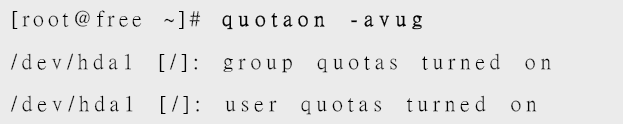 [root@free ~]# quotaon -avug
/dev/hda1 [/]: group quotas turned on
/dev/hda1 [/]: user quotas turned on